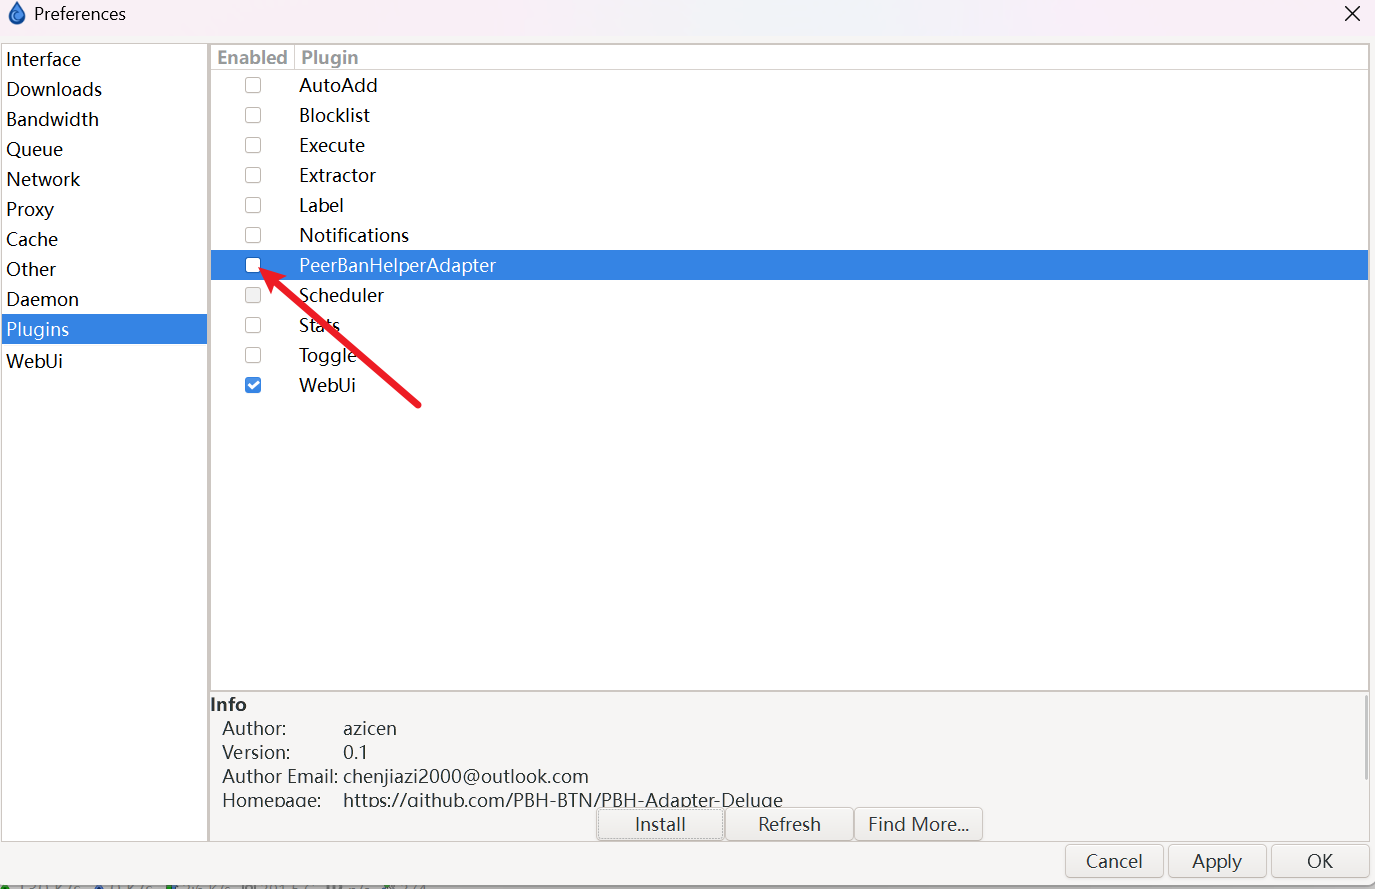 Preferences
Interface
Downloads
Bandwidth
Queue
Network
Proxy
Cache
Other
Daemon
Plugins
WebUi
Enabled Plugin
AutoAdd
Blocklist
Execute
Extractor
Label
Notifications
PeerBanHelperAdapter
Scheduler
Stats
Toggle
WebUi
Info
Author: azicen
Version: 0.1
Author Email: chenjiazi2000@outlook.com
Homepage: https://github.com/PBH-BTN/PBH-Adapter-Deluge
Install Refresh Find More...
Cancel Apply OK